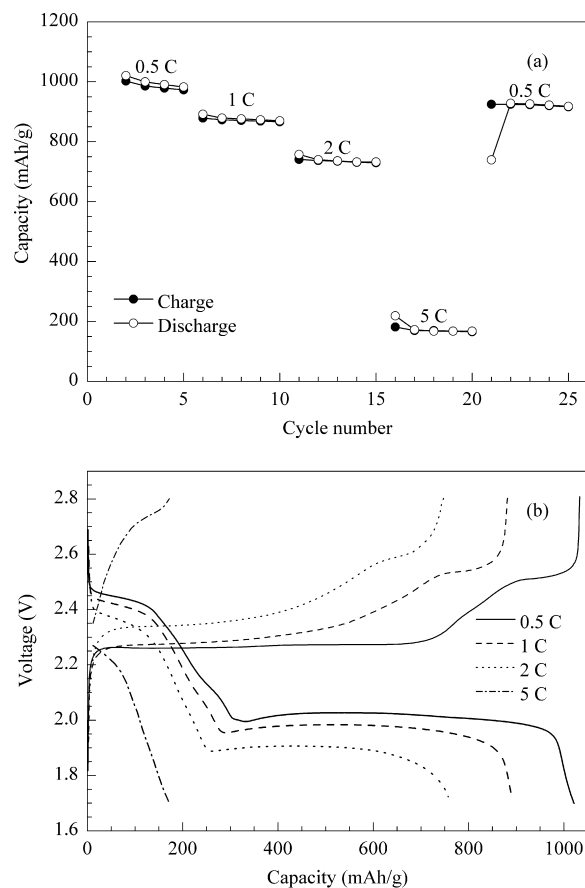 1200
(a)
0.5 C
0.5 C
1000
1 C
800
2 C
Capacity (mAh/g)
600
400
Charge
5 C
200
Discharge
0
0 5 10 15 20 25
Cycle number
2.8
(b)
2.6
0.5 C
2.4
1 C
Voltage (V)
2 C
2.2
5 C
2.0
1.8
1.6
0 200 400 600 800 1000
Capacity (mAh/g)